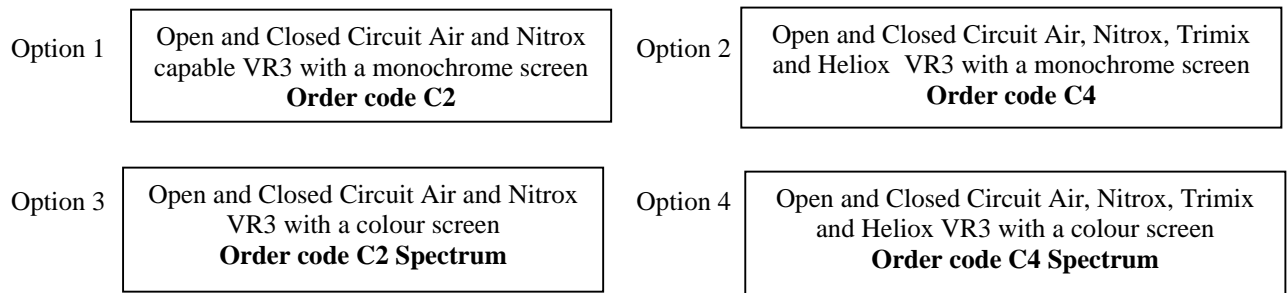 Option 1
Open and Closed Circuit Air and Nitrox
capable VR3 with a monochrome screen
Order code C2
Option 2
Open and Closed Circuit Air, Nitrox, Trimix
and Heliox VR3 with a monochrome screen
Order code C4
Option 3
Open and Closed Circuit Air and Nitrox
VR3 with a colour screen
Order code C2 Spectrum
Option 4
Open and Closed Circuit Air, Nitrox, Trimix
and Heliox VR3 with a colour screen
Order code C4 Spectrum